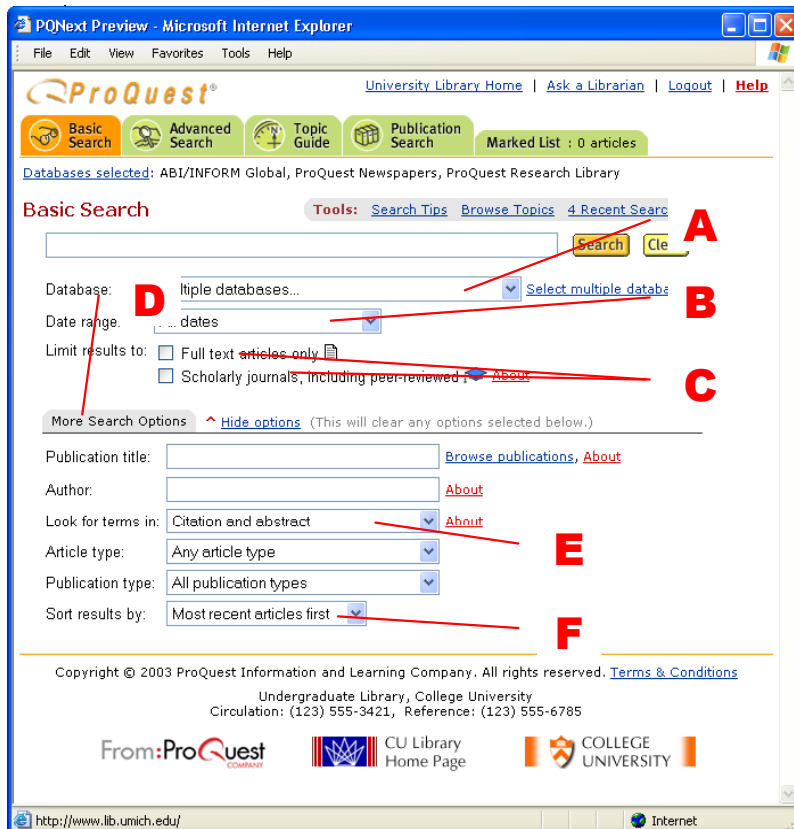 PQNext Preview - Microsoft Internet Explorer
File Edit View Favorites Tools Help
ProQuest® University Library Home | Ask a Librarian | Logout | Help
Basic Search Advanced Search Topic Guide Publication Search Marked List : 0 articles
Databases selected: ABI/INFORM Global, ProQuest Newspapers, ProQuest Research Library
Basic Search Tools: Search Tips Browse Topics 4 Recent Searc
Search Cle A
Database: D ltiple databases... Select multiple databa B
Date range: dates
Limit results to: Full text articles only
Scholarly journals, including peer-reviewed About C
More Search Options ^ Hide options (This will clear any options selected below.)
Publication title: Browse publications, About
Author: About
Look for terms in: Citation and abstract About
E
Article type: Any article type
Publication type: All publication types
Sort results by: Most recent articles first
F
Copyright © 2003 ProQuest Information and Learning Company. All rights reserved. Terms & Conditions
Undergraduate Library, College University
Circulation: (123) 555-3421, Reference: (123) 555-6785
From:ProQuest COMPANY CU Library Home Page COLLEGE UNIVERSITY
http://www.lib.umich.edu/ Internet